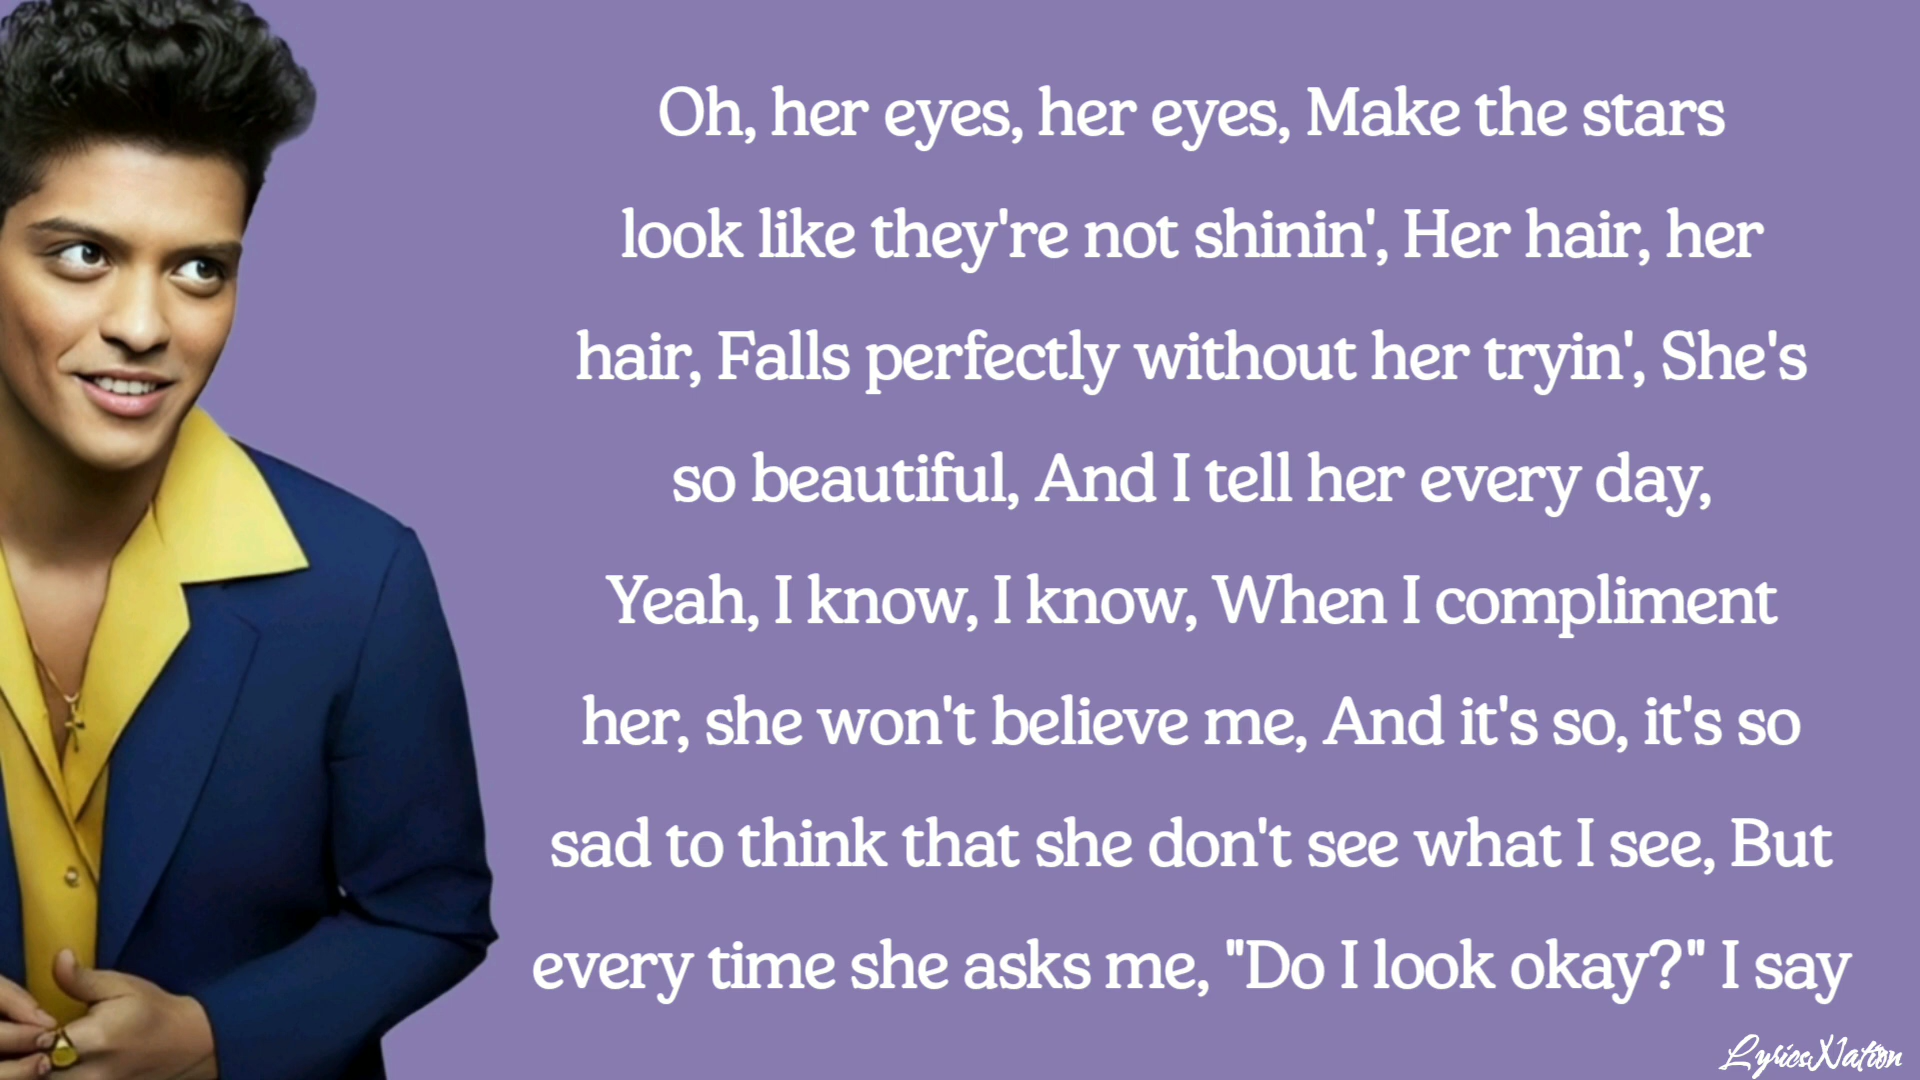 Oh, her eyes, her eyes, Make the stars
look like they're not shinin', Her hair, her
hair, Falls perfectly without her tryin', She's
so beautiful, And I tell her every day,
Yeah, I know, I know, When I compliment
her, she won't believe me, And it's so, it's so
sad to think that she don't see what I see, But
every time she asks me, "Do I look okay?" I say
LyricsNation